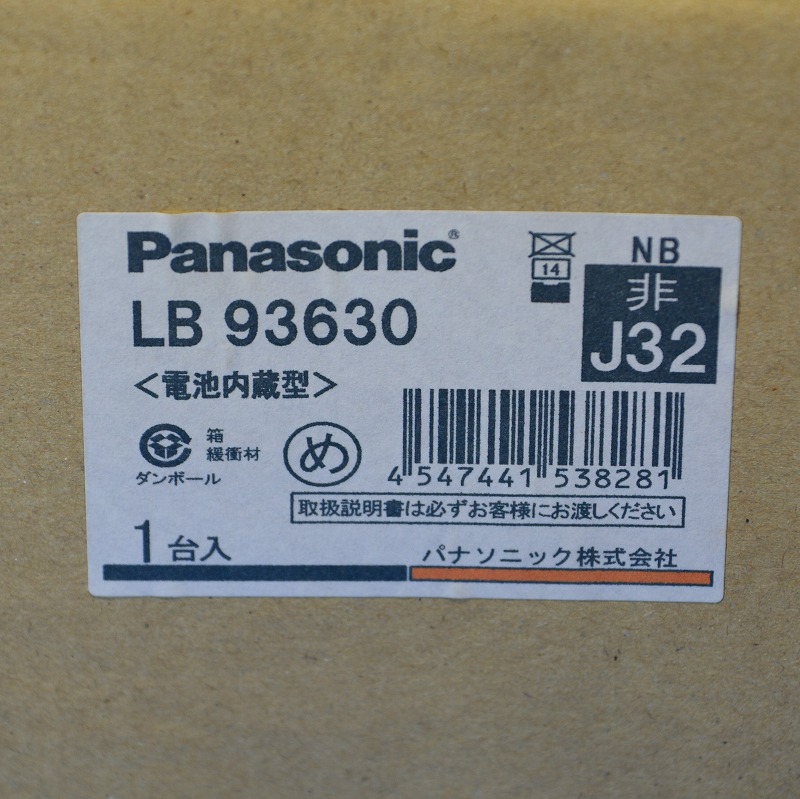 Panasonic®
LB 93630
<電池内蔵型>
14
NB
非
J32
箱
緩衝材
ダンボール
め
4 547441 538281
取扱説明書は必ずお客様にお渡しください
1台入
パナソニック株式会社